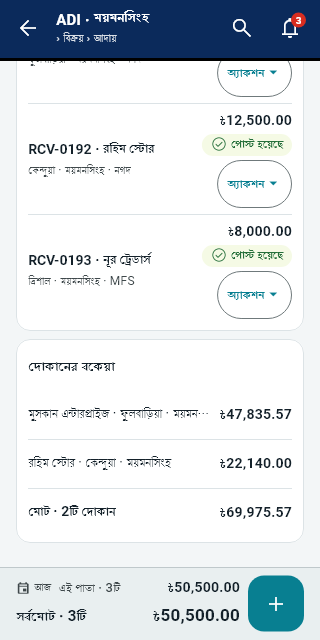 ADI · ময়মনসিংহ
› বিক্রয় › আদায়
3
অ্যাকশন
৳12,500.00
RCV-0192 · রহিম স্টোর
পোস্ট হয়েছে
কেন্দুয়া · ময়মনসিংহ · নগদ
অ্যাকশন
৳8,000.00
RCV-0193 · নূর ট্রেডার্স
পোস্ট হয়েছে
ত্রিশাল · ময়মনসিংহ · MFS
অ্যাকশন
দোকানের বকেয়া
মুসকান এন্টারপ্রাইজ · ফুলবাড়িয়া · ময়মন… ৳47,835.57
রহিম স্টোর · কেন্দুয়া · ময়মনসিংহ ৳22,140.00
মোট · 2টি দোকান ৳69,975.57
আজ এই পাতা · 3টি ৳50,500.00
সর্বমোট · 3টি ৳50,500.00